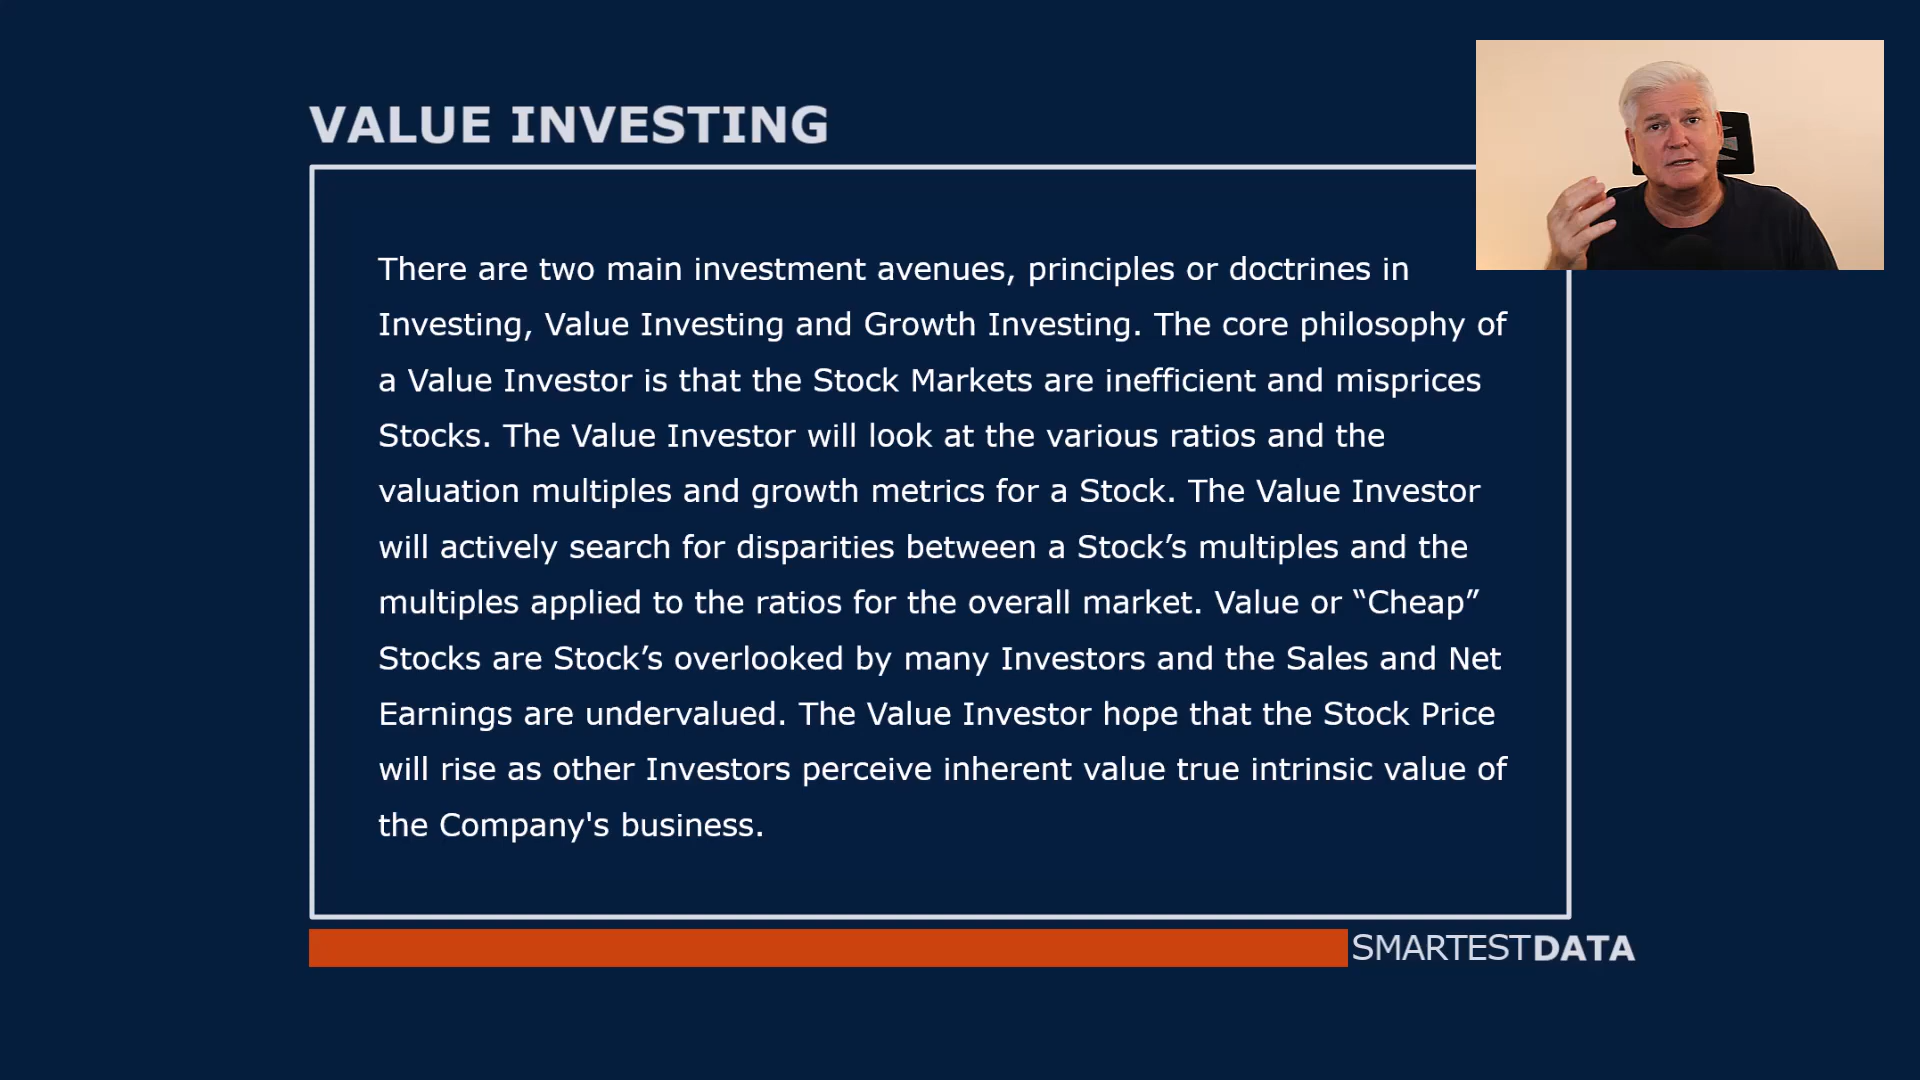 VALUE INVESTING
There are two main investment avenues, principles or doctrines in
Investing, Value Investing and Growth Investing. The core philosophy of
a Value Investor is that the Stock Markets are inefficient and misprices
Stocks. The Value Investor will look at the various ratios and the
valuation multiples and growth metrics for a Stock. The Value Investor
will actively search for disparities between a Stock’s multiples and the
multiples applied to the ratios for the overall market. Value or “Cheap”
Stocks are Stock’s overlooked by many Investors and the Sales and Net
Earnings are undervalued. The Value Investor hope that the Stock Price
will rise as other Investors perceive inherent value true intrinsic value of
the Company's business.
SMARTESTDATA